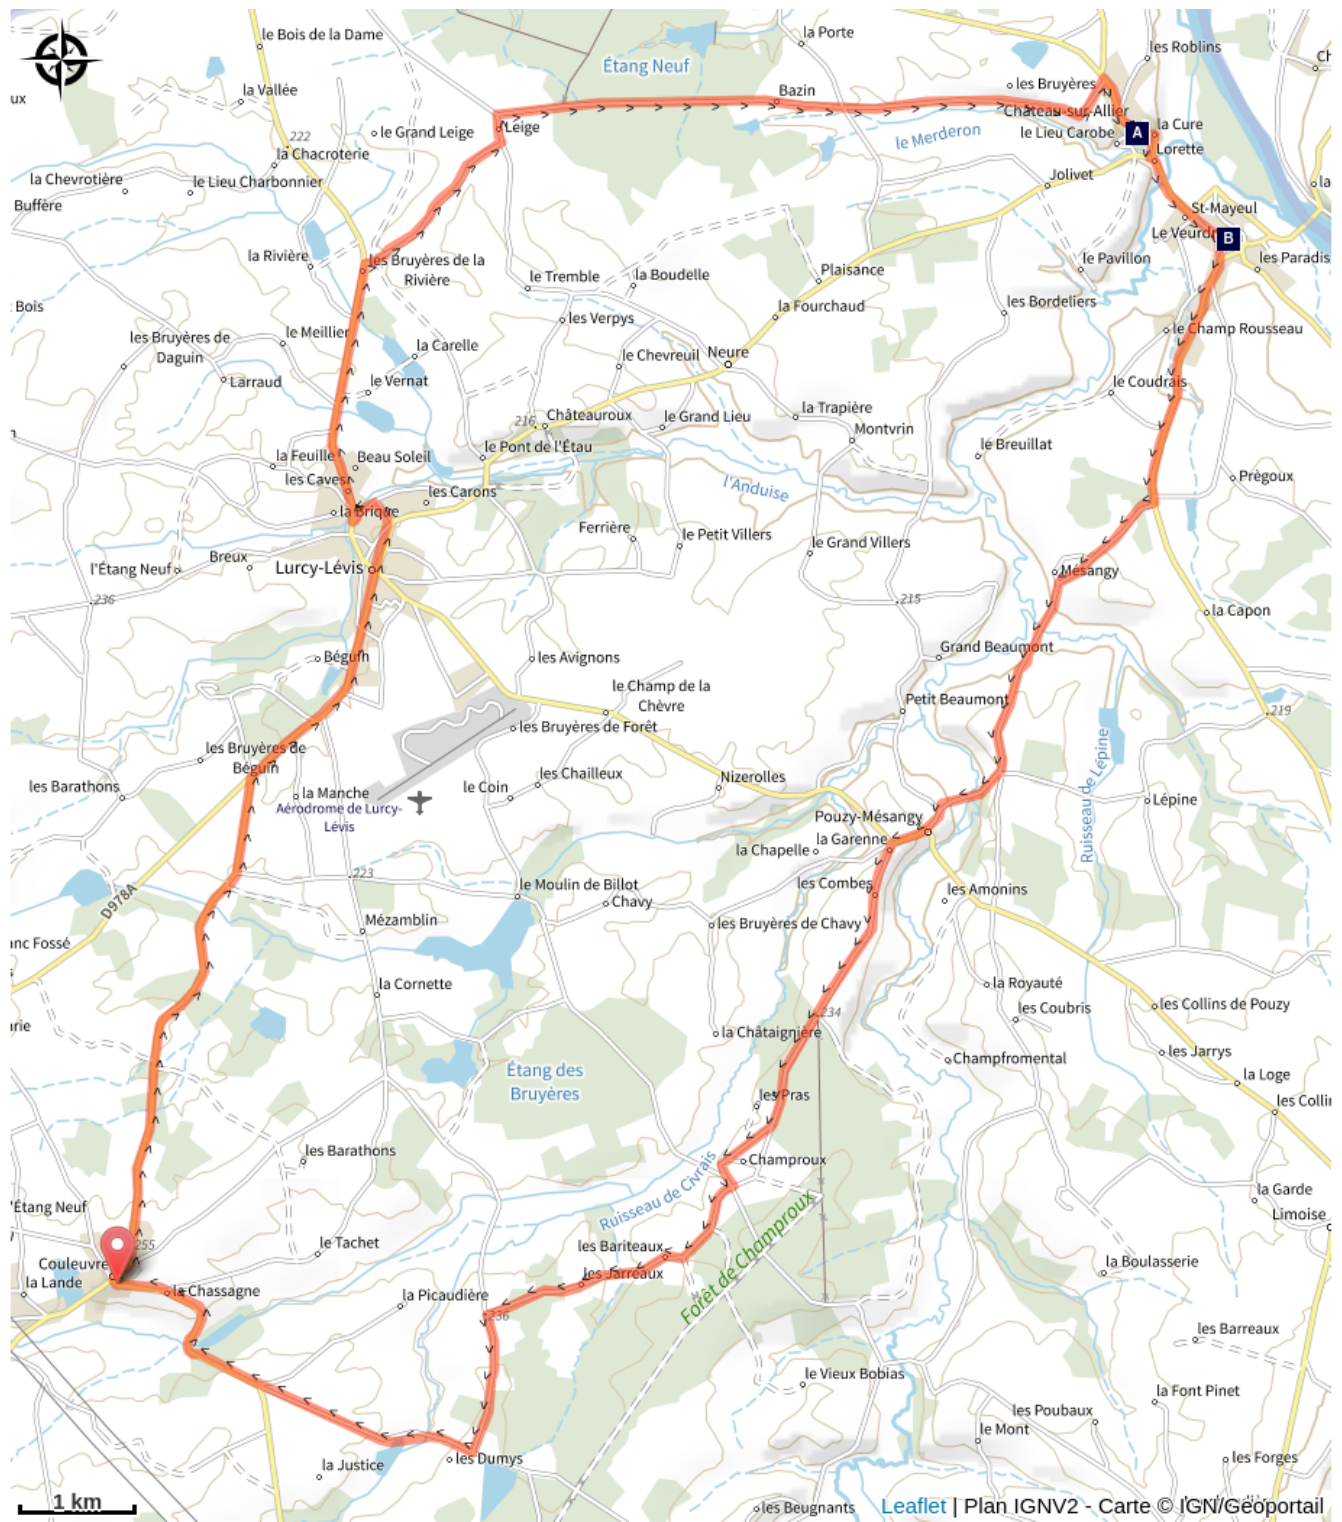 le Bois de la Dame
la Porte
les Roblins
Étang Neuf
la Vallée
Bazin
les Bruyères
Château-sur-Allier
222
le Grand Leige
Leige
le Merderon
le Lieu Carobe
A
la Cure
Lorette
la Chacroterie
la Chevrotière
le Lieu Charbonnier
Jolivet
Buffère
St-Mayeul
Le Veurd
B
la Rivière
les Bruyères de la
Rivière
le Tremble
la Boudelle
Plaisance
le Pavillon
les Paradis
Bois
les Verpys
la Fourchaud
les Bordeliers
les Bruyères de
Daguin
le Meillier
la Carelle
le Chevreuil
Neure
le Champ Rousseau
Larraud
le Vernat
le Coudrais
216
Châteauroux
le Grand Lieu
la Trapière
Montvrin
la Feuille
Beau Soleil
le Pont de l'Étau
le Breuillat
les Caves
les Carons
l'Anduise
Prègoux
la Brique
Ferrière
le Petit Villers
le Grand Villers
l'Étang Neuf
Breux
Lurcy-Lévis
Mésangy
236
215
la Capon
Béguin
les Avignons
Grand Beaumont
le Champ de la
Chèvre
Petit Beaumont
219
les Bruyères de
Béguin
les Bruyères de Forêt
Ruisseau de Lépine
les Barathons
la Manche
le Coin
les Chailleux
Nizerolles
Lépine
Aérodrome de Lurcy-
Lévis
Pouzy-Mésangy
la Chapelle
la Garenne
223
D978A
le Moulin de Billot
Chavy
les Combes
les Amonins
Mézamblin
les Bruyères de Chavy
anc Fossé
la Cornette
la Royauté
les Coubris
les Collins de Pouzy
rie
la Châtaignière
234
les Jarrys
Étang des
Bruyères
Champfromental
la Loge
les Pras
les Collin
les Barathons
Ruisseau de Civrais
Champroux
Étang Neuf
la Garde
Limoise
255
le Tachet
les Bariteaux
Forêt de Champroux
Couleuvre
la Lande
la Chassagne
les Jarreaux
la Boulasserie
la Picaudière
236
les Barreaux
le Vieux Bobias
la Font Pinet
les Poubaux
le Mont
la Justice
les Dumys
les Forges
1 km
les Beugnants
Leaflet | Plan IGNV2 - Carte © IGN/Geoportail